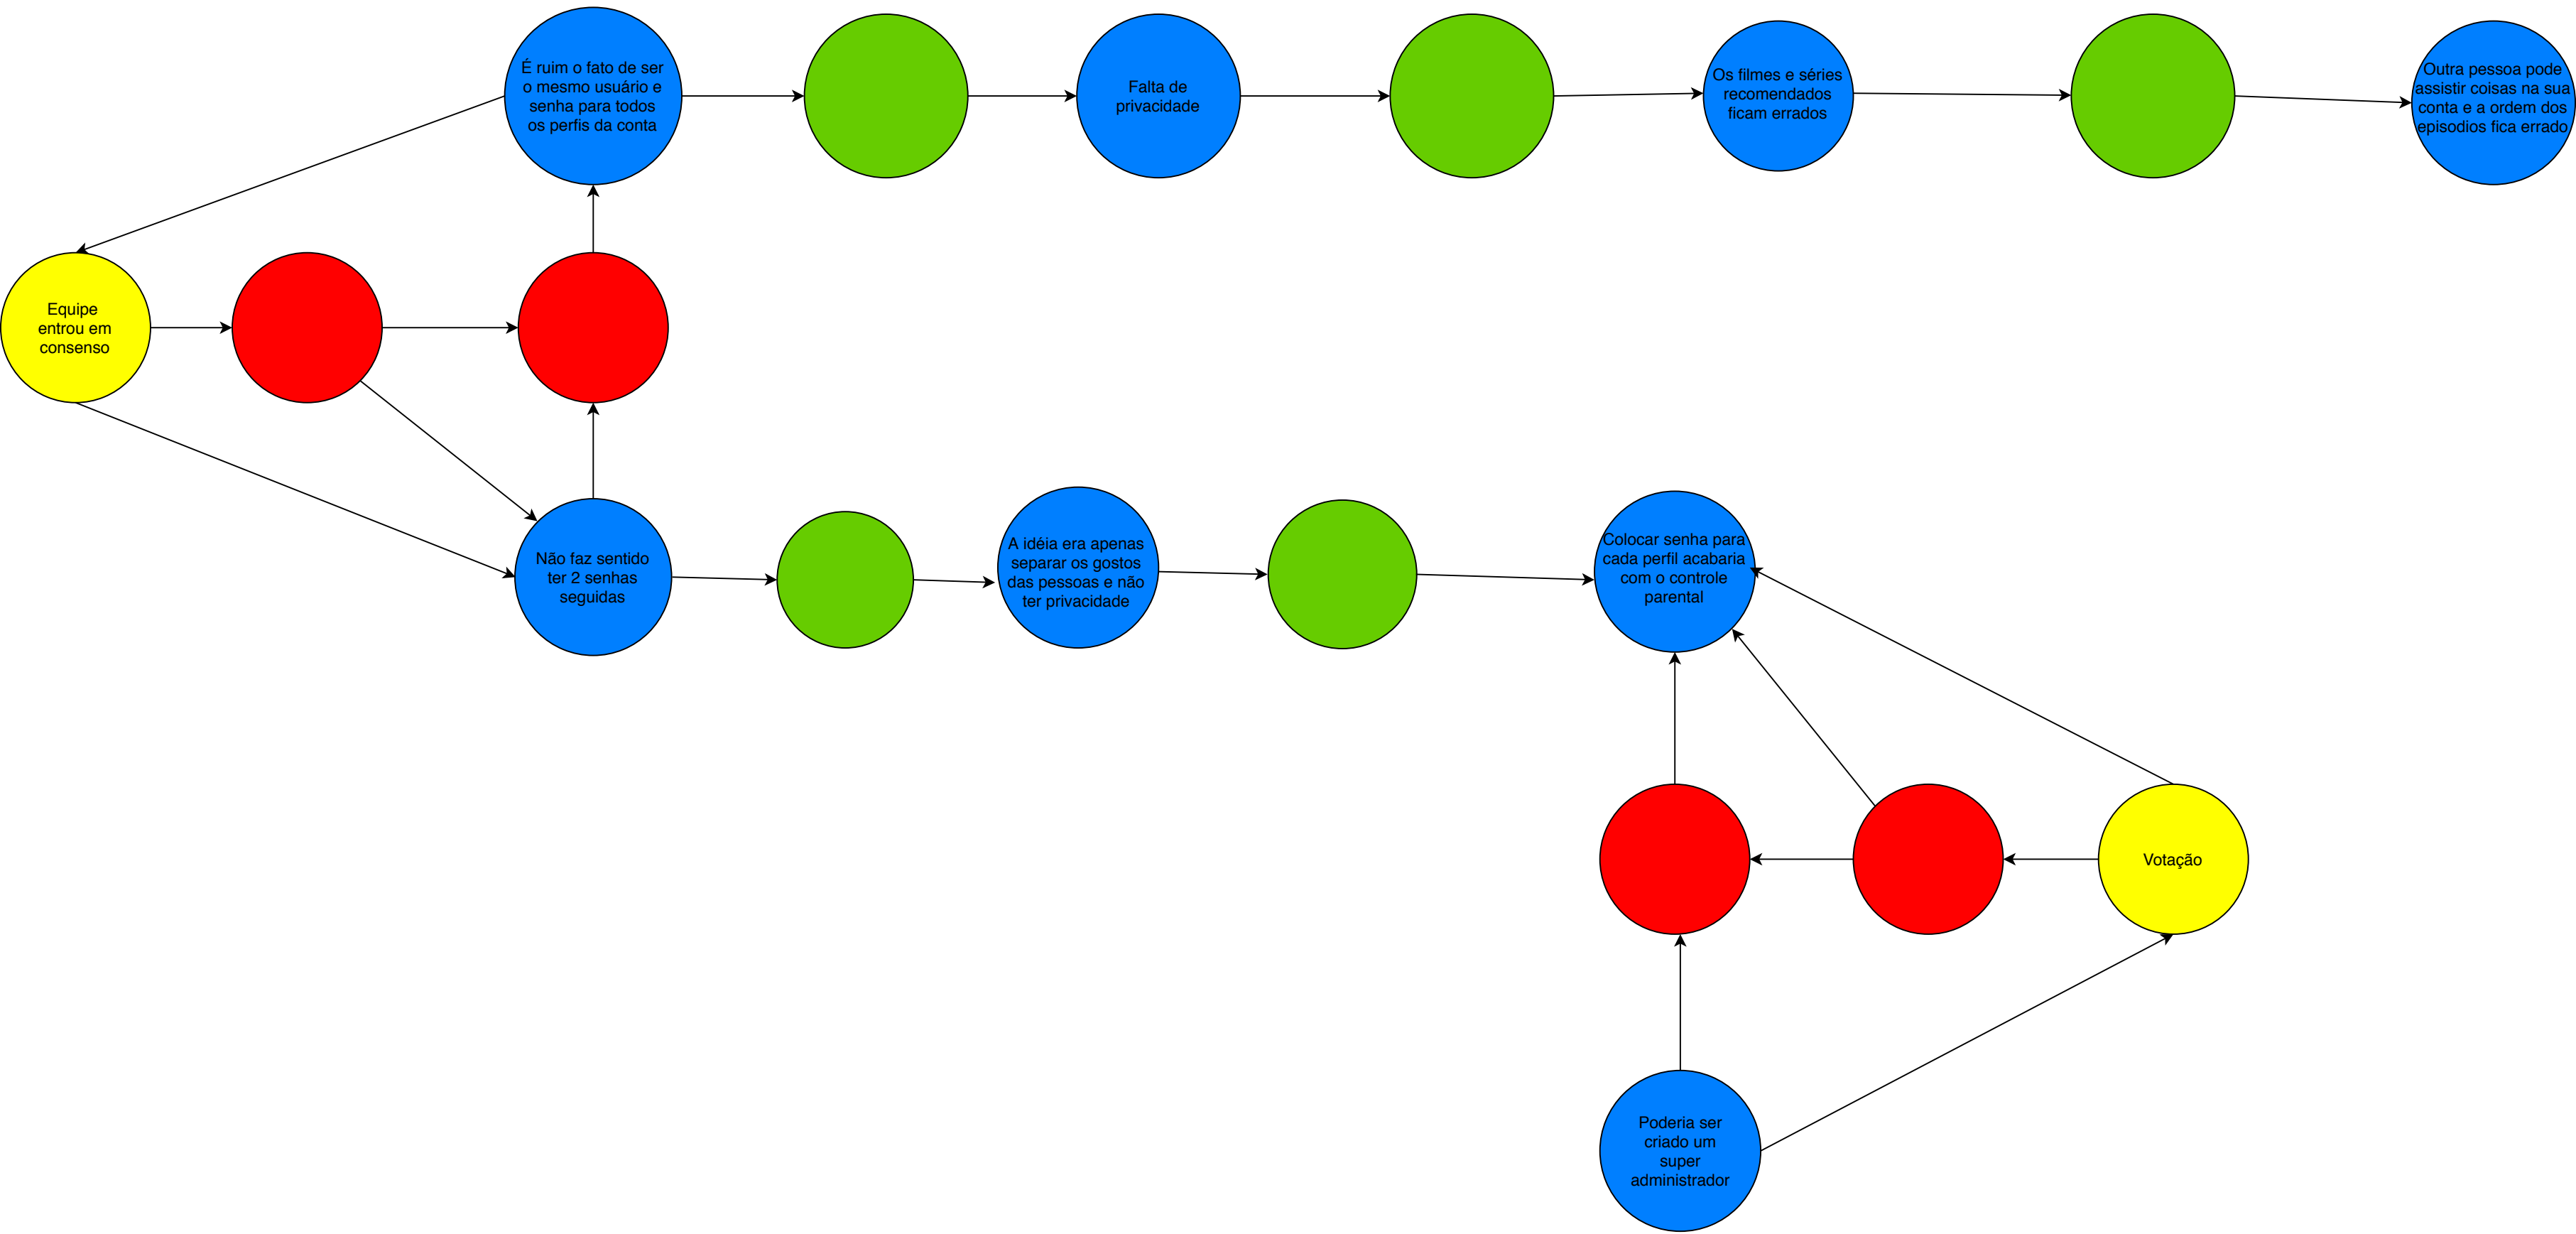 É ruim o fato de ser
o mesmo usuário e
senha para todos
os perfis da conta
Falta de
privacidade
Os filmes e séries
recomendados
ficam errados
Outra pessoa pode
assistir coisas na sua
conta e a ordem dos
episodios fica errado
Equipe
entrou em
consenso
Não faz sentido
ter 2 senhas
seguidas
A idéia era apenas
separar os gostos
das pessoas e não
ter privacidade
Colocar senha para
cada perfil acabaria
com o controle
parental
Votação
Poderia ser
criado um
super
administrador